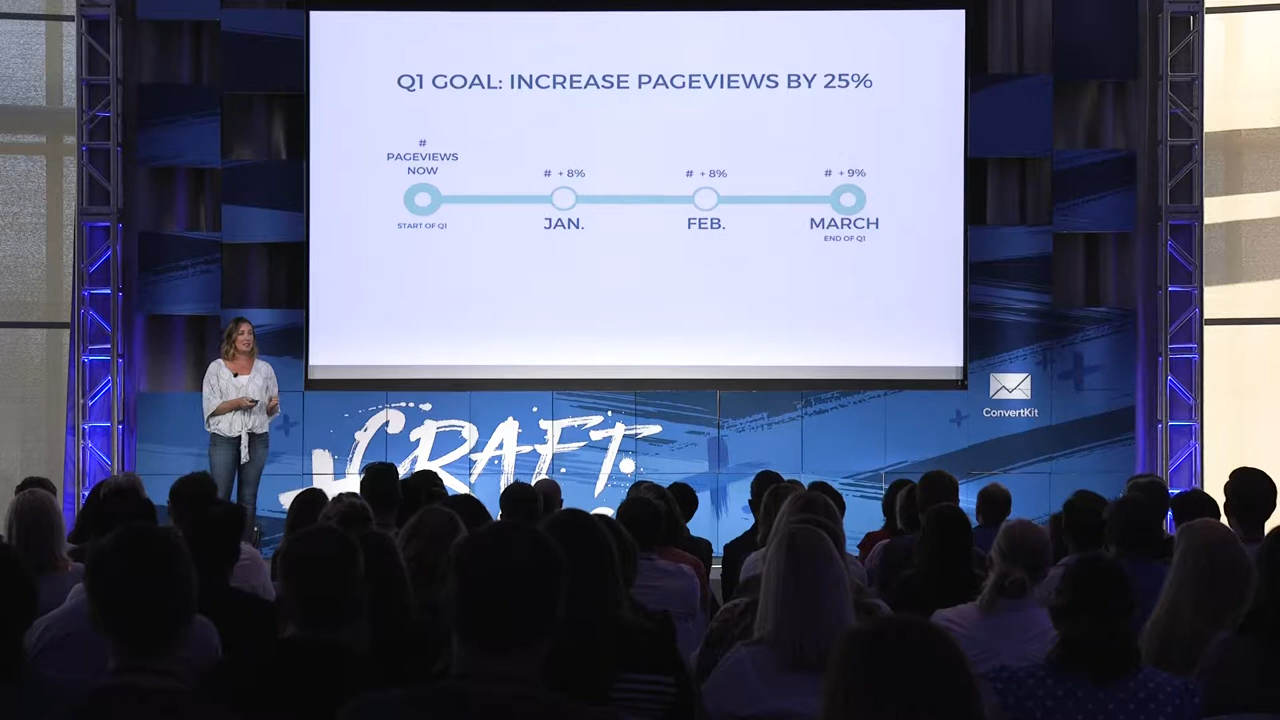 Q1 GOAL: INCREASE PAGEVIEWS BY 25%
#
PAGEVIEWS
NOW
# + 8%
# + 8%
# + 9%
START OF Q1
JAN.
FEB.
MARCH
END OF Q1
ConvertKit
CRAFT